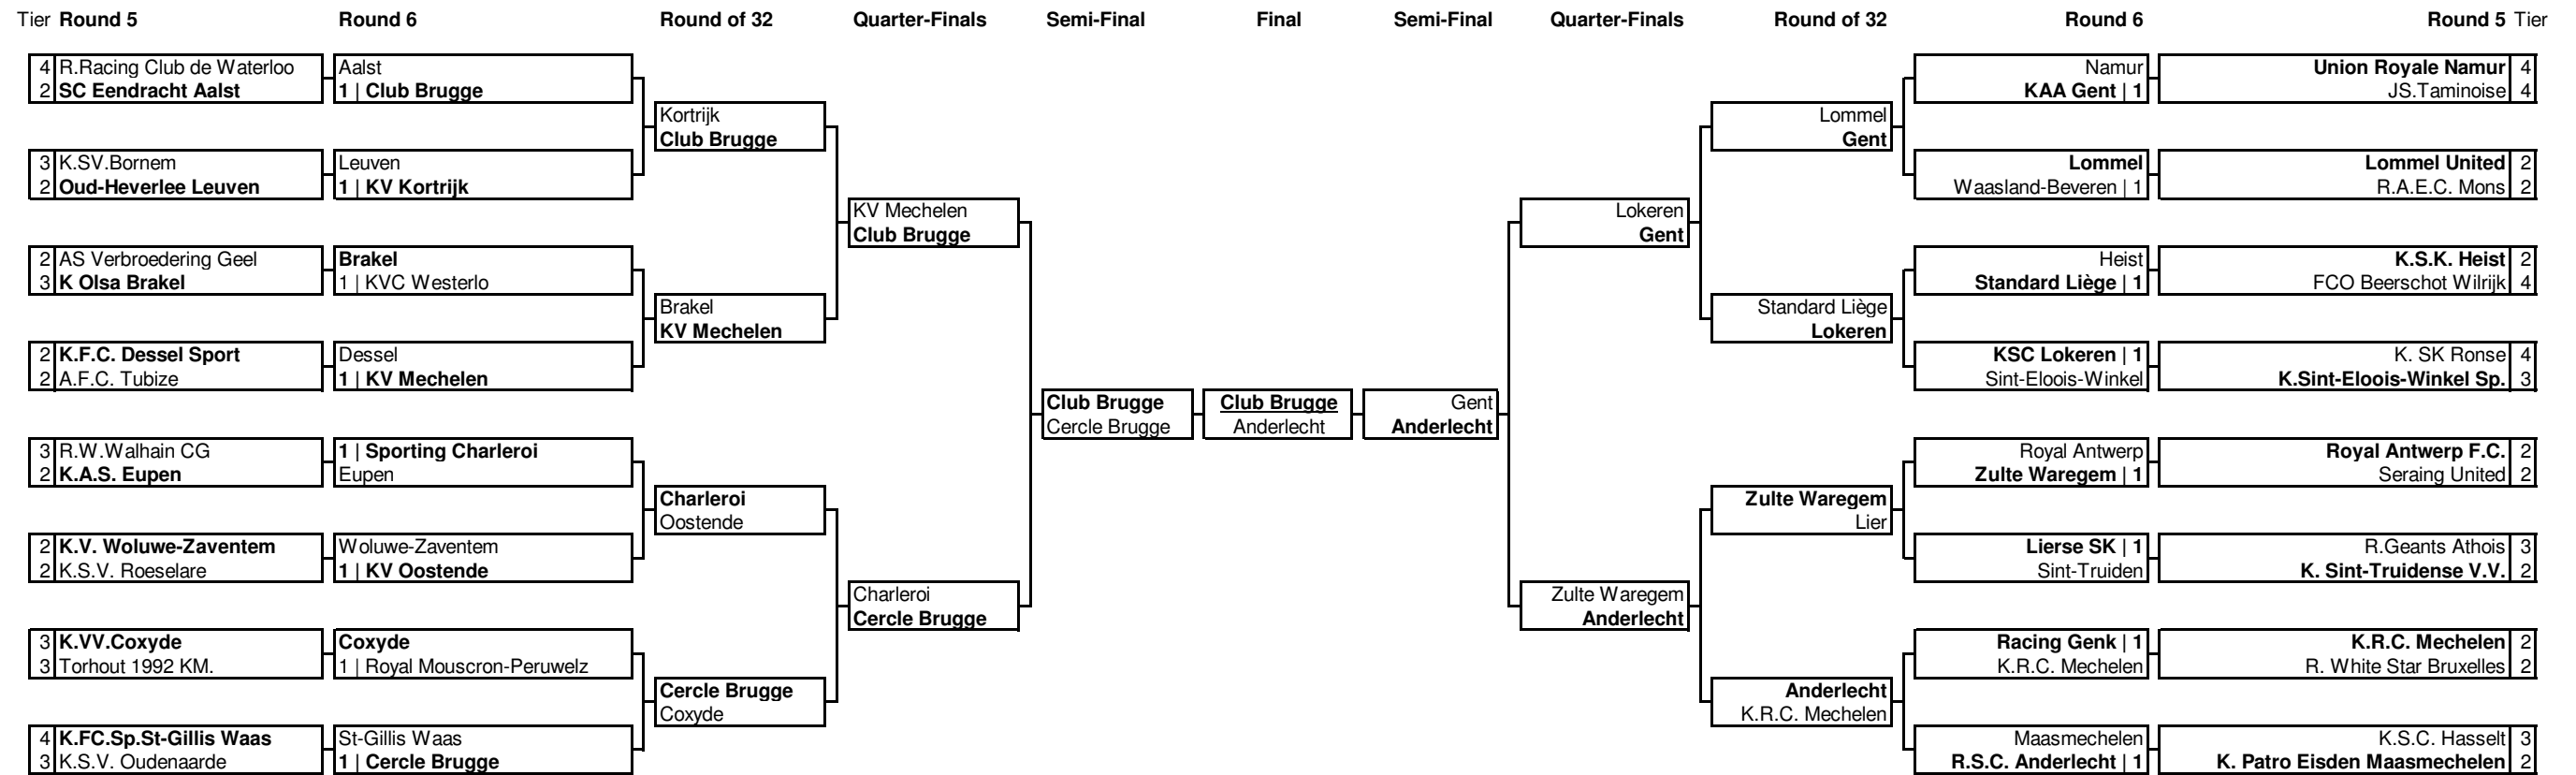 Tier Round 5 Round 6 Round of 32 Quarter-Finals Semi-Final Final Semi-Final Quarter-Finals Round of 32 Round 6 Round 5 Tier
4 R.Racing Club de Waterloo Aalst Namur Union Royale Namur 4
2 SC Eendracht Aalst 1 | Club Brugge KAA Gent | 1 JS.Taminoise 4
Kortrijk Lommel
Club Brugge Gent
3 K.SV.Bornem Leuven Lommel Lommel United 2
2 Oud-Heverlee Leuven 1 | KV Kortrijk Waasland-Beveren | 1 R.A.E.C. Mons 2
KV Mechelen Lokeren
Club Brugge Gent
2 AS Verbroedering Geel Brakel Heist K.S.K. Heist 2
3 K Olsa Brakel 1 | KVC Westerlo Standard Liège | 1 FCO Beerschot Wilrijk 4
Brakel Standard Liège
KV Mechelen Lokeren
2 K.F.C. Dessel Sport Dessel KSC Lokeren | 1 K. SK Ronse 4
2 A.F.C. Tubize 1 | KV Mechelen Sint-Eloois-Winkel K.Sint-Eloois-Winkel Sp. 3
Club Brugge Club Brugge Gent
Cercle Brugge Anderlecht Anderlecht
3 R.W.Walhain CG 1 | Sporting Charleroi Royal Antwerp Royal Antwerp F.C. 2
2 K.A.S. Eupen Eupen Zulte Waregem | 1 Seraing United 2
Charleroi Zulte Waregem
Oostende Lier
2 K.V. Woluwe-Zaventem Woluwe-Zaventem Lierse SK | 1 R.Geants Athois 3
2 K.S.V. Roeselare 1 | KV Oostende Sint-Truiden K. Sint-Truidense V.V. 2
Charleroi Zulte Waregem
Cercle Brugge Anderlecht
3 K.VV.Coxyde Coxyde Racing Genk | 1 K.R.C. Mechelen 2
3 Torhout 1992 KM. 1 | Royal Mouscron-Peruwelz K.R.C. Mechelen R. White Star Bruxelles 2
Cercle Brugge Anderlecht
Coxyde K.R.C. Mechelen
4 K.FC.Sp.St-Gillis Waas St-Gillis Waas Maasmechelen K.S.C. Hasselt 3
3 K.S.V. Oudenaarde 1 | Cercle Brugge R.S.C. Anderlecht | 1 K. Patro Eisden Maasmechelen 2